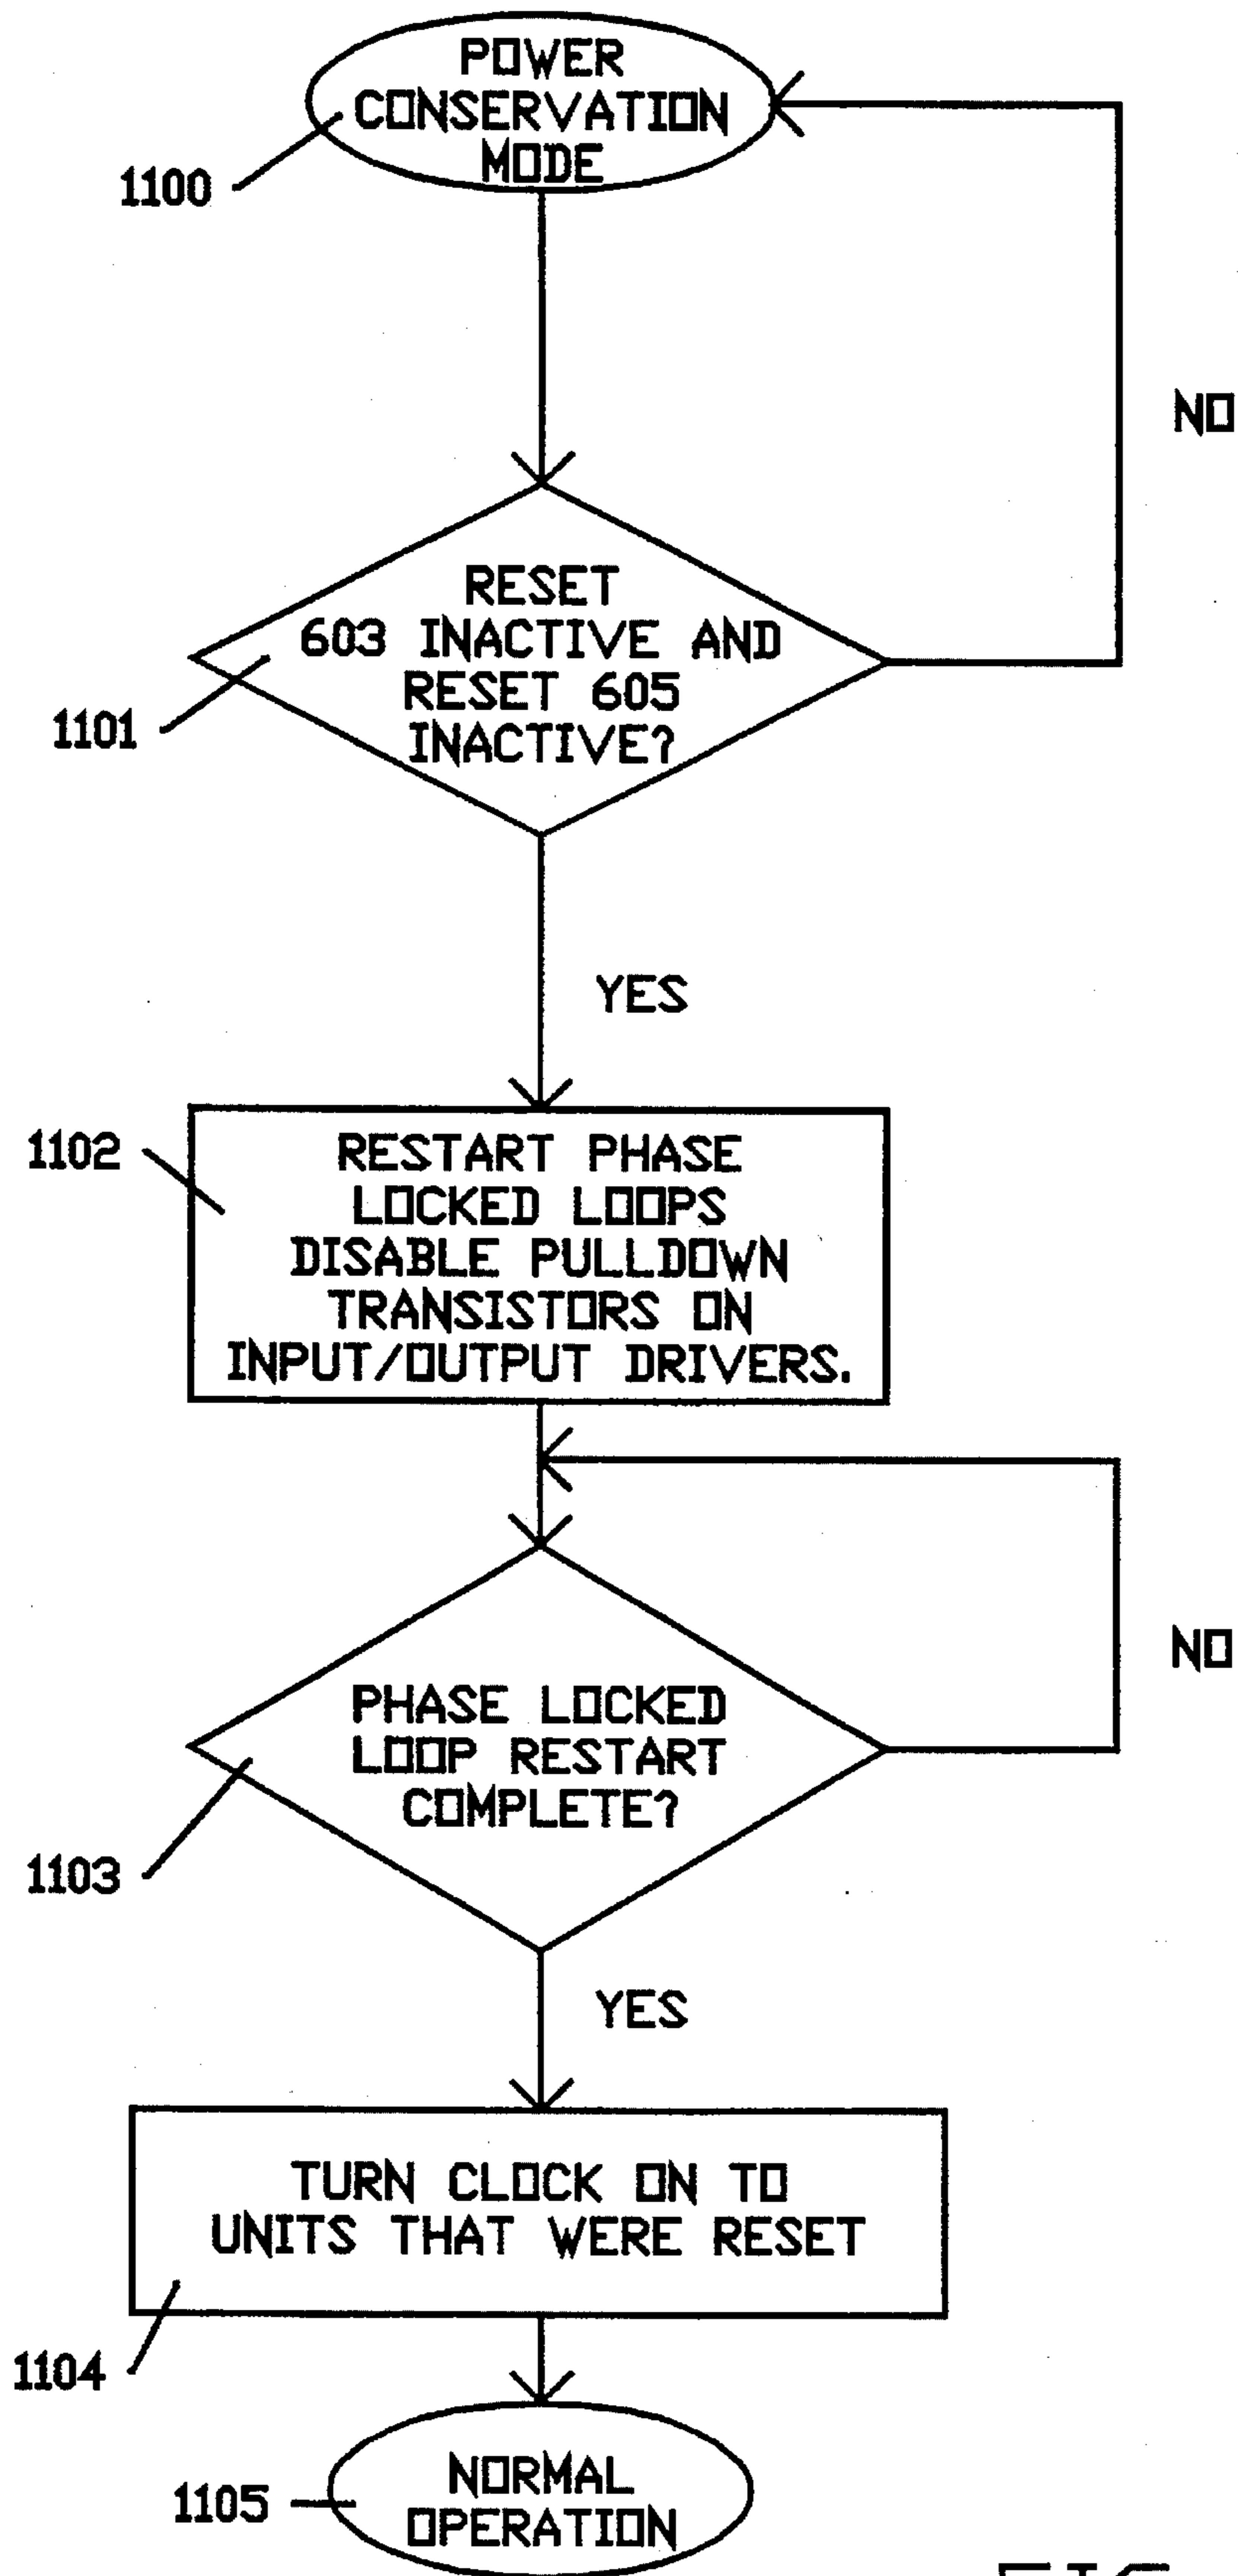 POWER
CONSERVATION
MODE
1100
NO
RESET
603 INACTIVE AND
RESET 605
INACTIVE?
1101
YES
1102
RESTART PHASE
LOCKED LOOPS
DISABLE PULLDOWN
TRANSISTORS ON
INPUT/OUTPUT DRIVERS.
NO
PHASE LOCKED
LOOP RESTART
COMPLETE?
1103
YES
TURN CLOCK ON TO
UNITS THAT WERE RESET
1104
NORMAL
OPERATION
1105